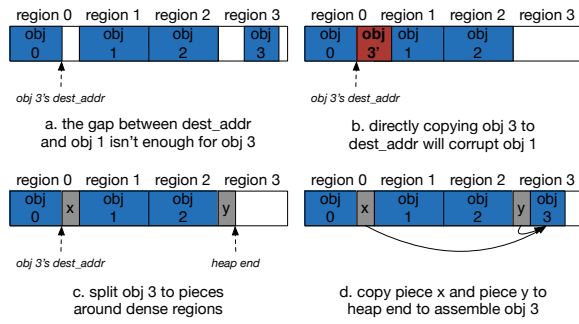 region 0 region 1 region 2 region 3
obj 0 obj 1 obj 2 obj 3
obj 3's dest_addr
a. the gap between dest_addr
and obj 1 isn't enough for obj 3
region 0 region 1 region 2 region 3
obj 0 obj 3' obj 1 obj 2
obj 3's dest_addr
b. directly copying obj 3 to
dest_addr will corrupt obj 1
region 0 region 1 region 2 region 3
obj 0 x obj 1 obj 2 y
obj 3's dest_addr heap end
c. split obj 3 to pieces
around dense regions
region 0 region 1 region 2 region 3
obj 0 x obj 1 obj 2 y obj 3
d. copy piece x and piece y to
heap end to assemble obj 3